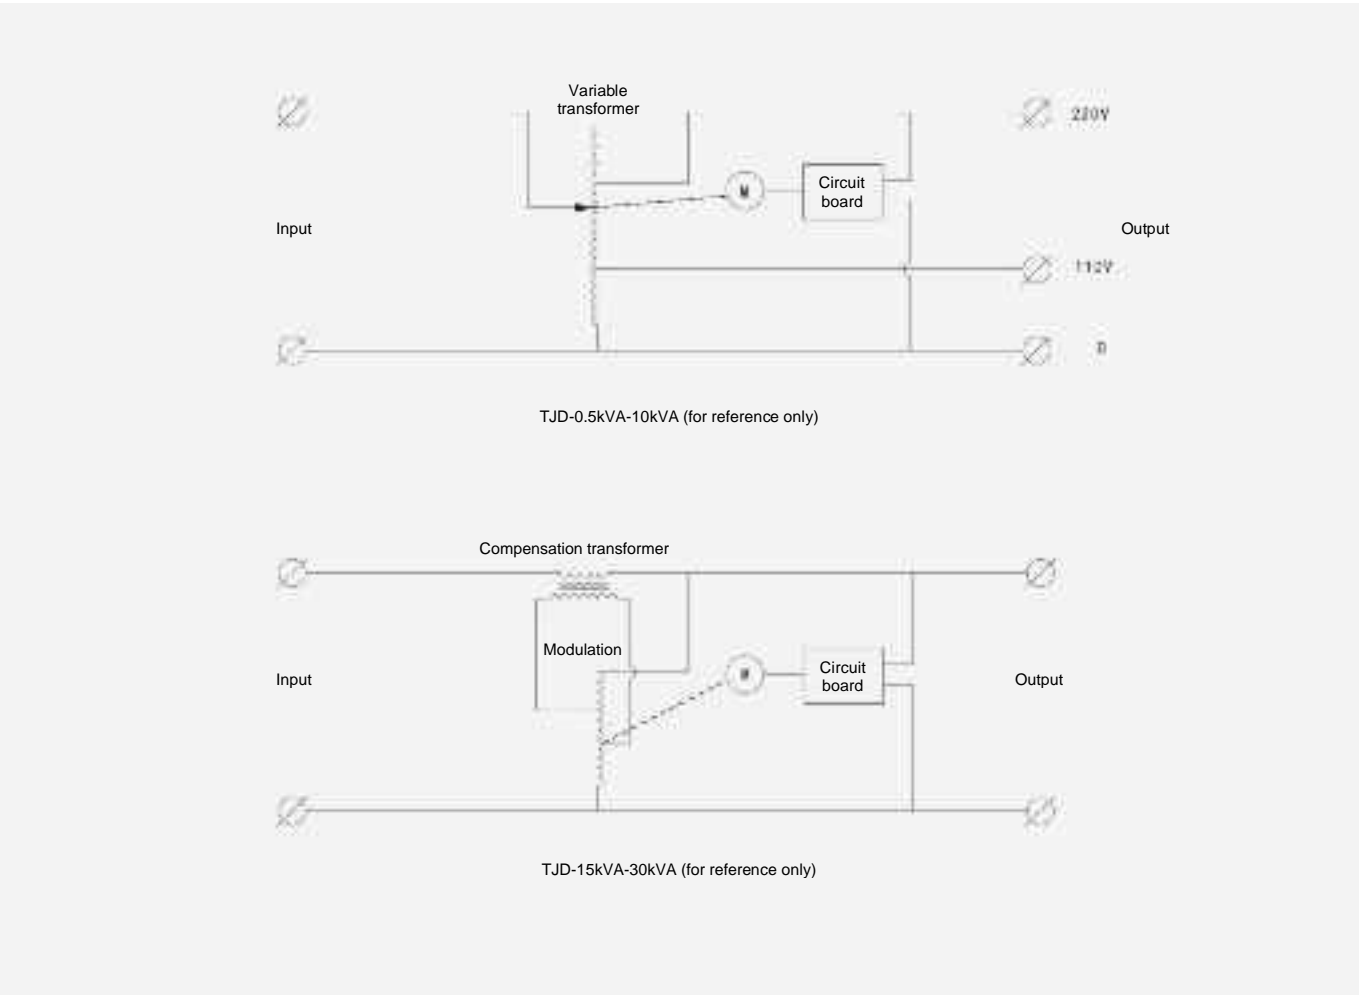 Variable
transformer
220V
M
Circuit
board
Input
Output
110V
0
TJD-0.5kVA-10kVA (for reference only)
Compensation transformer
Modulation
M
Circuit
board
Input
Output
TJD-15kVA-30kVA (for reference only)